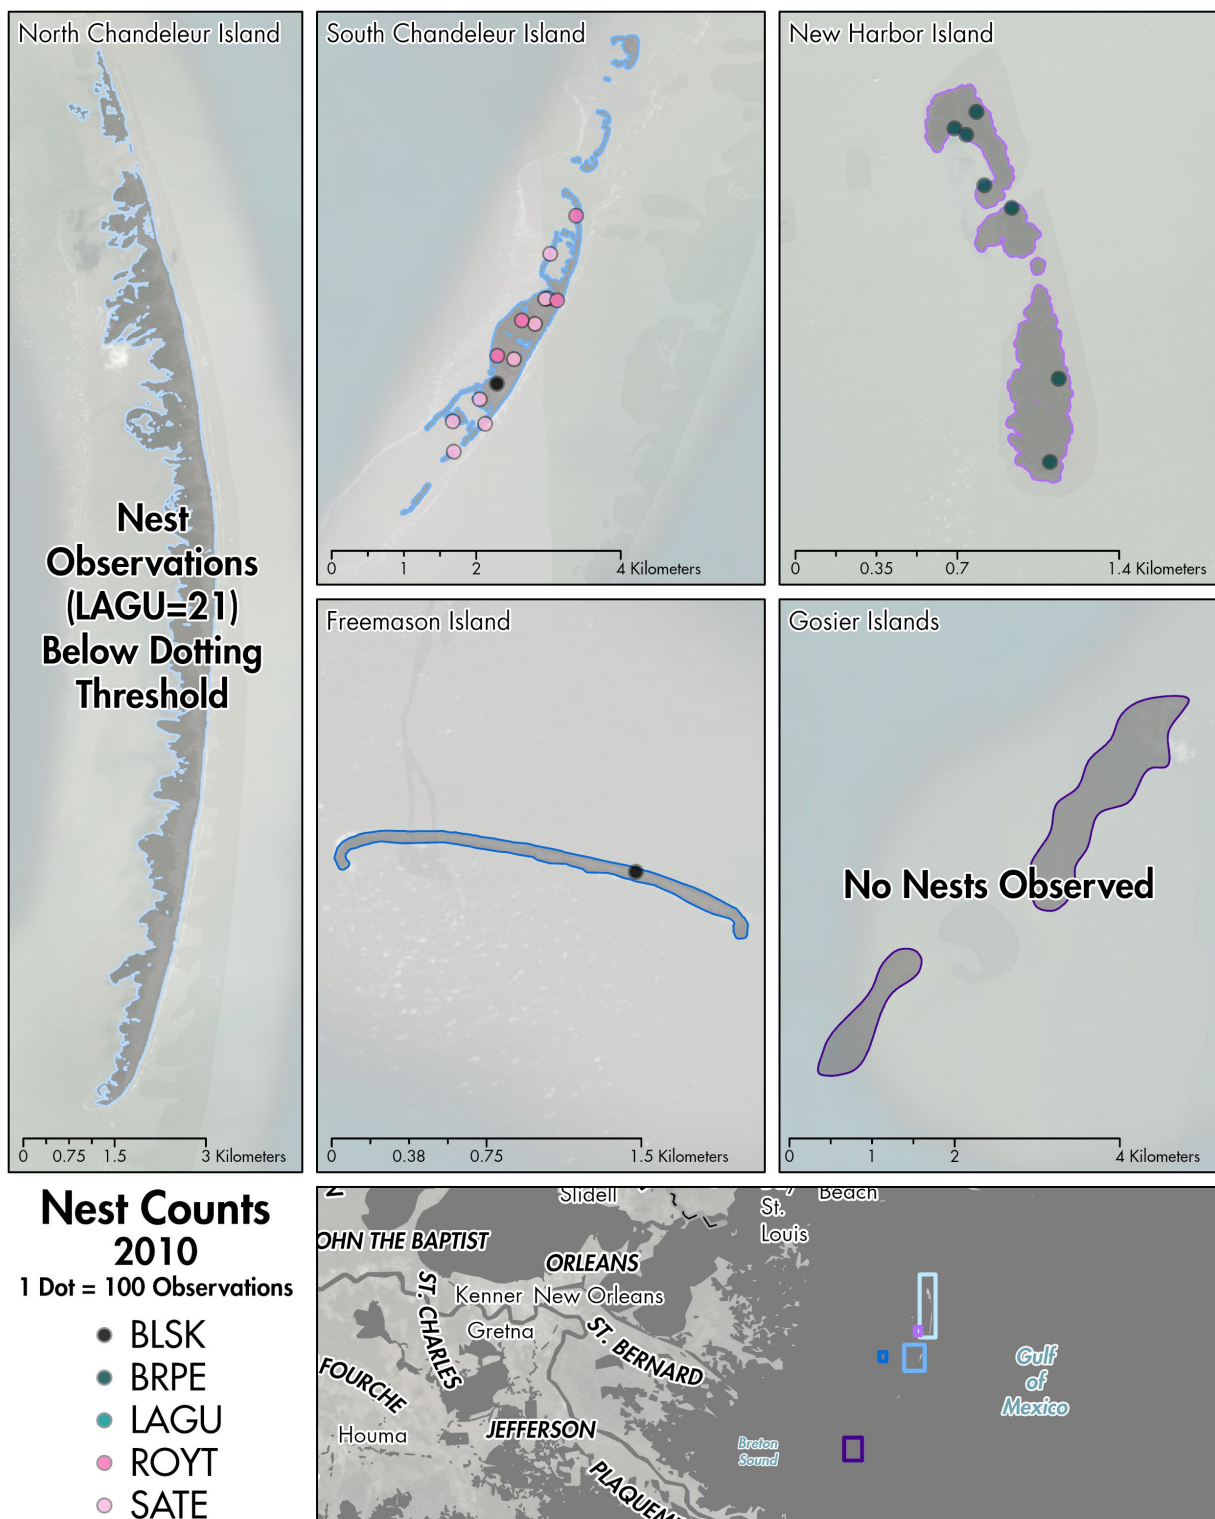 North Chandeleur Island
Nest
Observations
(LAGU=21)
Below Dotting
Threshold
0 0.75 1.5 3 Kilometers
South Chandeleur Island
0 1 2 4 Kilometers
New Harbor Island
0 0.35 0.7 1.4 Kilometers
Freemason Island
0 0.38 0.75 1.5 Kilometers
Gosier Islands
No Nests Observed
0 1 2 4 Kilometers
Nest Counts
2010
1 Dot = 100 Observations
BLSK
BRPE
LAGU
ROYT
SATE
Slidell
St.
Louis
Beach
OHN THE BAPTIST
ORLEANS
ST. CHARLES
Kenner
New Orleans
Gretna
ST. BERNARD
FOURCHE
Houma
JEFFERSON
PLAQUEM
Breton
Sound
Gulf
of
Mexico